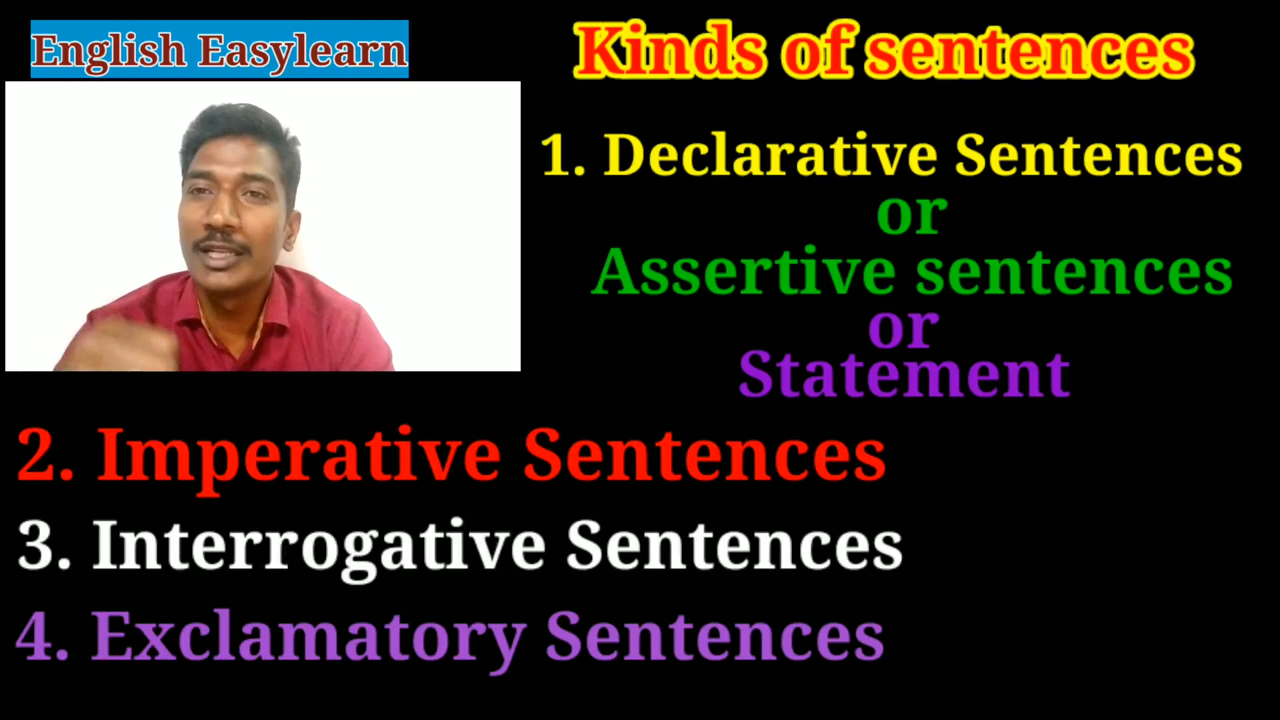 English Easylearn
Kinds of sentences
1. Declarative Sentences
or
Assertive sentences
or
Statement
2. Imperative Sentences
3. Interrogative Sentences
4. Exclamatory Sentences